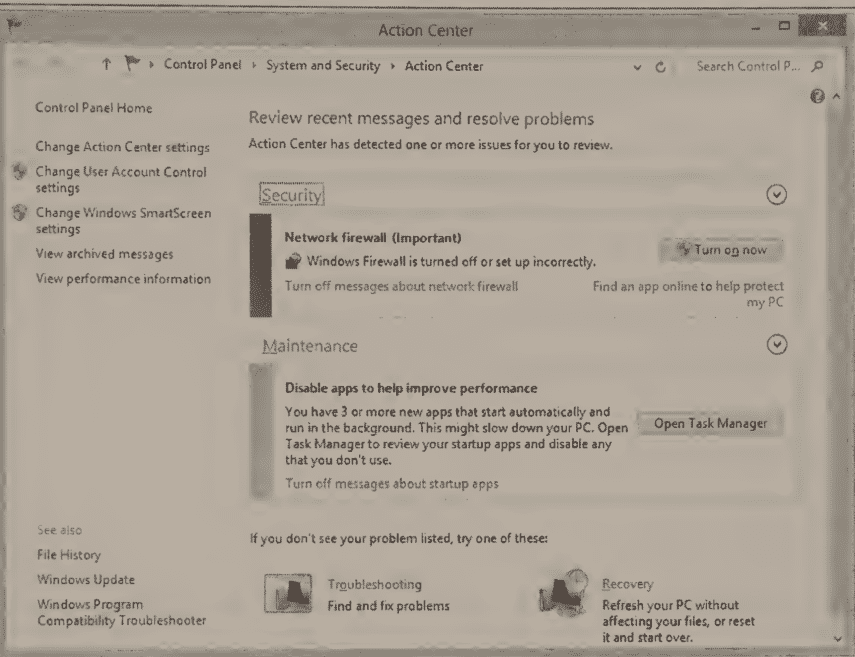 Action Center
Control Panel
System and Security
Action Center
Search Control P...
Control Panel Home
Change Action Center settings
Change User Account Control
settings
Change Windows SmartScreen
settings
View archived messages
View performance information
Review recent messages and resolve problems
Action Center has detected one or more issues for you to review.
Security
Network firewall (Important)
Windows Firewall is turned off or set up incorrectly.
Turn on now
Turn off messages about network firewall
Find an app online to help protect
my PC
Maintenance
Disable apps to help improve performance
You have 3 or more new apps that start automatically and
run in the background. This might slow down your PC. Open
Task Manager to review your startup apps and disable any
that you don't use.
Open Task Manager
Turn off messages about startup apps
See also
File History
Windows Update
Windows Program
Compatibility Troubleshooter
If you don't see your problem listed, try one of these:
Troubleshooting
Find and fix problems
Recovery
Refresh your PC without
affecting your files, or reset
it and start over.